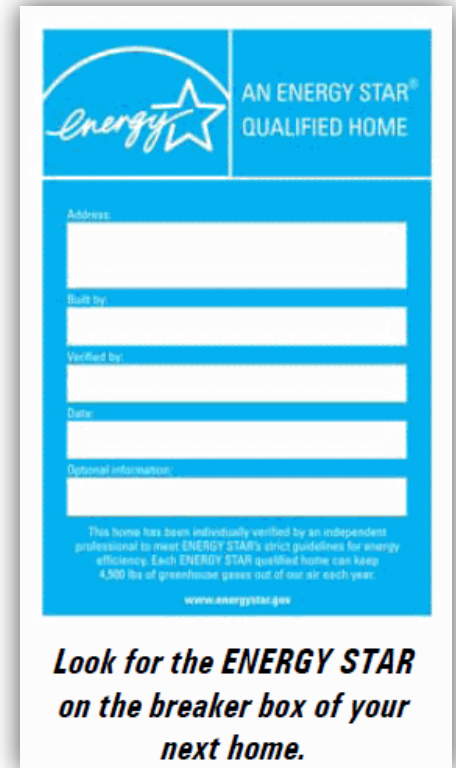 energy
AN ENERGY STAR®
QUALIFIED HOME
Address:
Built by:
Verified by:
Date:
Optional information:
This home has been individually verified by an independent
professional to meet ENERGY STAR's strict guidelines for energy
efficiency. Each ENERGY STAR qualified home can keep
4,500 lbs of greenhouse gases out of our air each year.
www.energystar.gov
Look for the ENERGY STAR
on the breaker box of your
next home.